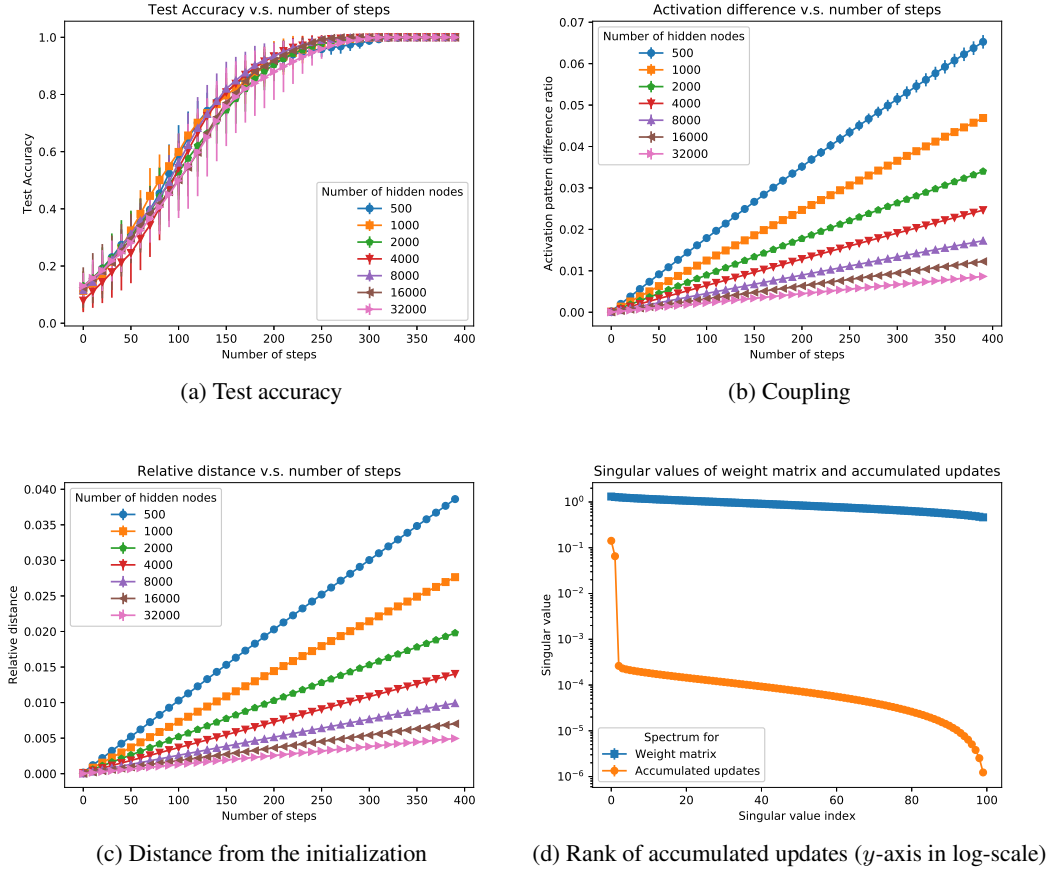 Test Accuracy v.s. number of steps
Test Accuracy
1.0
0.8
0.6
0.4
0.2
0.0
Number of hidden nodes
500
1000
2000
4000
8000
16000
32000
0 50 100 150 200 250 300 350 400
Number of steps
(a) Test accuracy
Activation difference v.s. number of steps
Activation pattern difference ratio
0.07
0.06
0.05
0.04
0.03
0.02
0.01
0.00
Number of hidden nodes
500
1000
2000
4000
8000
16000
32000
0 50 100 150 200 250 300 350 400
Number of steps
(b) Coupling
Relative distance v.s. number of steps
Relative distance
0.040
0.035
0.030
0.025
0.020
0.015
0.010
0.005
0.000
Number of hidden nodes
500
1000
2000
4000
8000
16000
32000
0 50 100 150 200 250 300 350 400
Number of steps
(c) Distance from the initialization
Singular values of weight matrix and accumulated updates
Singular value
10⁰
10⁻¹
10⁻²
10⁻³
10⁻⁴
10⁻⁵
10⁻⁶
Spectrum for
Weight matrix
Accumulated updates
0 20 40 60 80 100
Singular value index
(d) Rank of accumulated updates (y-axis in log-scale)